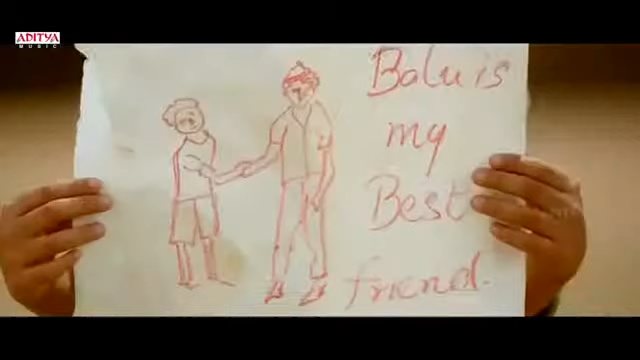 ADITYA
MUSIC
Balu is
my
Best
friend.